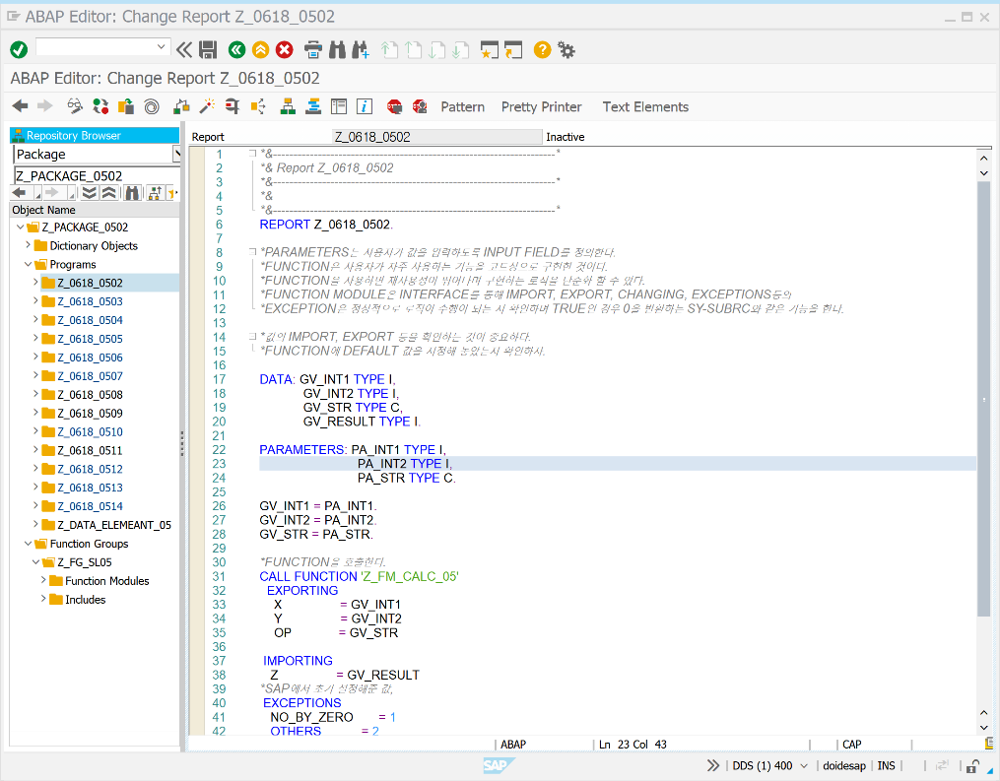 ABAP Editor: Change Report Z_0618_0502
ABAP Editor: Change Report Z_0618_0502
Pattern Pretty Printer Text Elements
Repository Browser
Package
Z_PACKAGE_0502
Object Name
Z_PACKAGE_0502
Dictionary Objects
Programs
Z_0618_0502
Z_0618_0503
Z_0618_0504
Z_0618_0505
Z_0618_0506
Z_0618_0507
Z_0618_0508
Z_0618_0509
Z_0618_0510
Z_0618_0511
Z_0618_0512
Z_0618_0513
Z_0618_0514
Z_DATA_ELEMEANT_05
Function Groups
Z_FG_SL05
Function Modules
Includes
Report Z_0618_0502 Inactive
1 *&---------------------------------------------------------------------*
2 *& Report Z_0618_0502
3 *&---------------------------------------------------------------------*
4 *&
5 *&---------------------------------------------------------------------*
6 REPORT Z_0618_0502.
7
8 *PARAMETERS는 사용자가 값을 입력하도록 INPUT FIELD를 정의한다.
9 *FUNCTION은 사용자가 자주 사용하는 기능을 코드상으로 구현한 것이다.
10 *FUNCTION을 사용하면 재사용성이 뛰어나며 구현하는 로직을 단순화 할 수 있다.
11 *FUNCTION MODULE은 INTERFACE를 통해 IMPORT, EXPORT, CHANGING, EXCEPTIONS등의
12 *EXCEPTION은 정상적으로 로직이 수행이 되는 지 확인하며 TRUE인 경우 0을 반환하는 SY-SUBRC와 같은 기능을 한다.
13
14 *값의 IMPORT, EXPORT 등을 확인하는 것이 중요하다.
15 *FUNCTION에 DEFAULT 값을 지정해 놓았는지 확인하자.
16
17 DATA: GV_INT1 TYPE I,
18 GV_INT2 TYPE I,
19 GV_STR TYPE C,
20 GV_RESULT TYPE I.
21
22 PARAMETERS: PA_INT1 TYPE I,
23 PA_INT2 TYPE I,
24 PA_STR TYPE C.
25
26 GV_INT1 = PA_INT1.
27 GV_INT2 = PA_INT2.
28 GV_STR = PA_STR.
29
30 *FUNCTION을 호출한다.
31 CALL FUNCTION 'Z_FM_CALC_05'
32 EXPORTING
33 X = GV_INT1
34 Y = GV_INT2
35 OP = GV_STR
36
37 IMPORTING
38 Z = GV_RESULT
39 *SAP에서 초기 설정해준 값,
40 EXCEPTIONS
41 NO_BY_ZERO = 1
42 OTHERS = 2
ABAP Ln 23 Col 43 CAP
SAP DDS (1) 400 doidesap INS